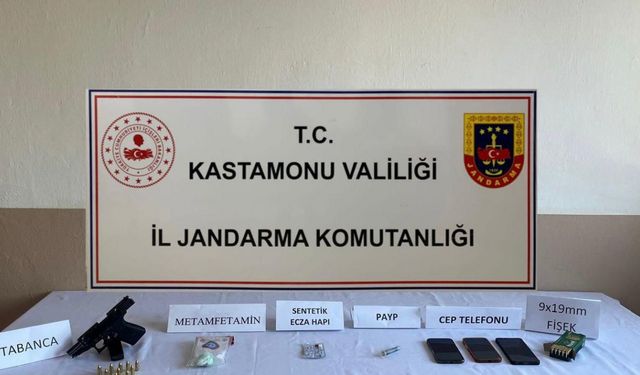 T.C.
KASTAMONU VALİLİĞİ
İL JANDARMA KOMUTANLIĞI
JANDARMA
TABANCA
METAMFETAMİN
SENTETİK
ECZA HAPI
PAYP
CEP TELEFONU
9x19mm
FİŞEK